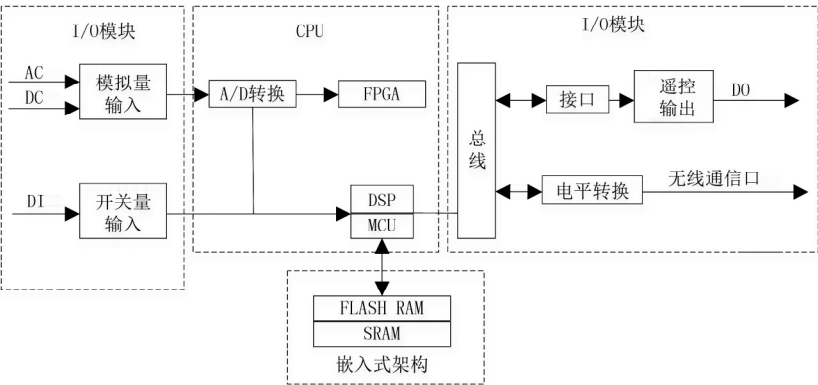 I/O模块
CPU
I/O模块
AC
DC
模拟量
输入
A/D转换
FPGA
总
线
接口
遥控
输出
DO
DI
开关量
输入
DSP
MCU
电平转换
无线通信口
FLASH RAM
SRAM
嵌入式架构